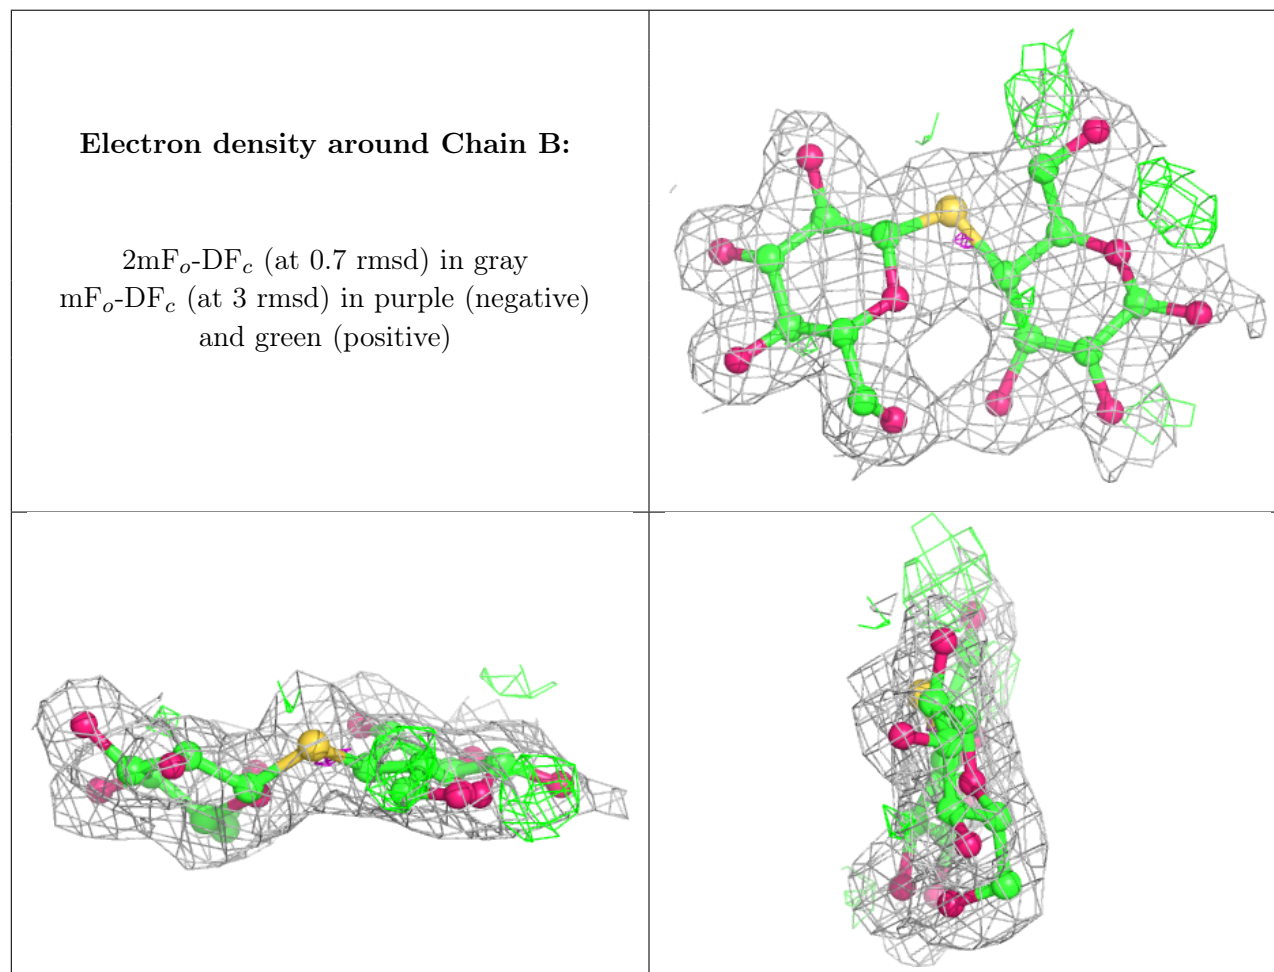 Electron density around Chain B:
2mFo-DFc (at 0.7 rmsd) in gray
mFo-DFc (at 3 rmsd) in purple (negative)
and green (positive)